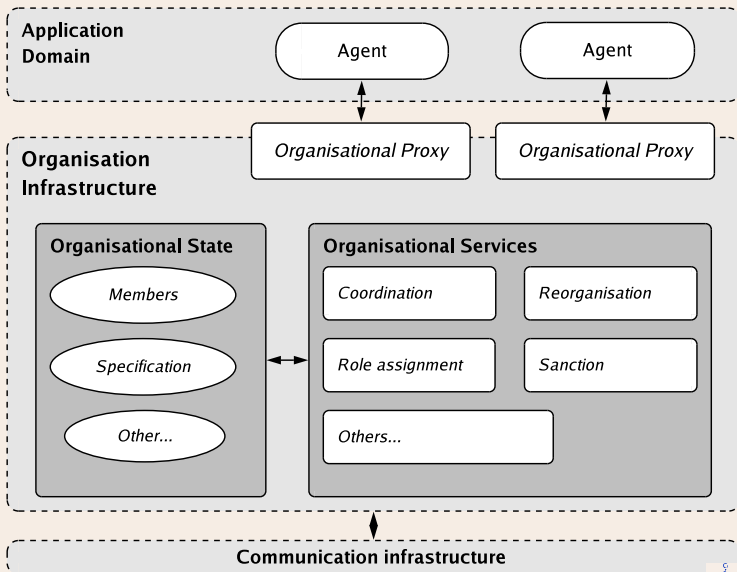 Application
Domain
Agent
Agent
Organisational Proxy
Organisational Proxy
Organisation
Infrastructure
Organisational State
Members
Specification
Other...
Organisational Services
Coordination
Reorganisation
Role assignment
Sanction
Others...
Communication infrastructure